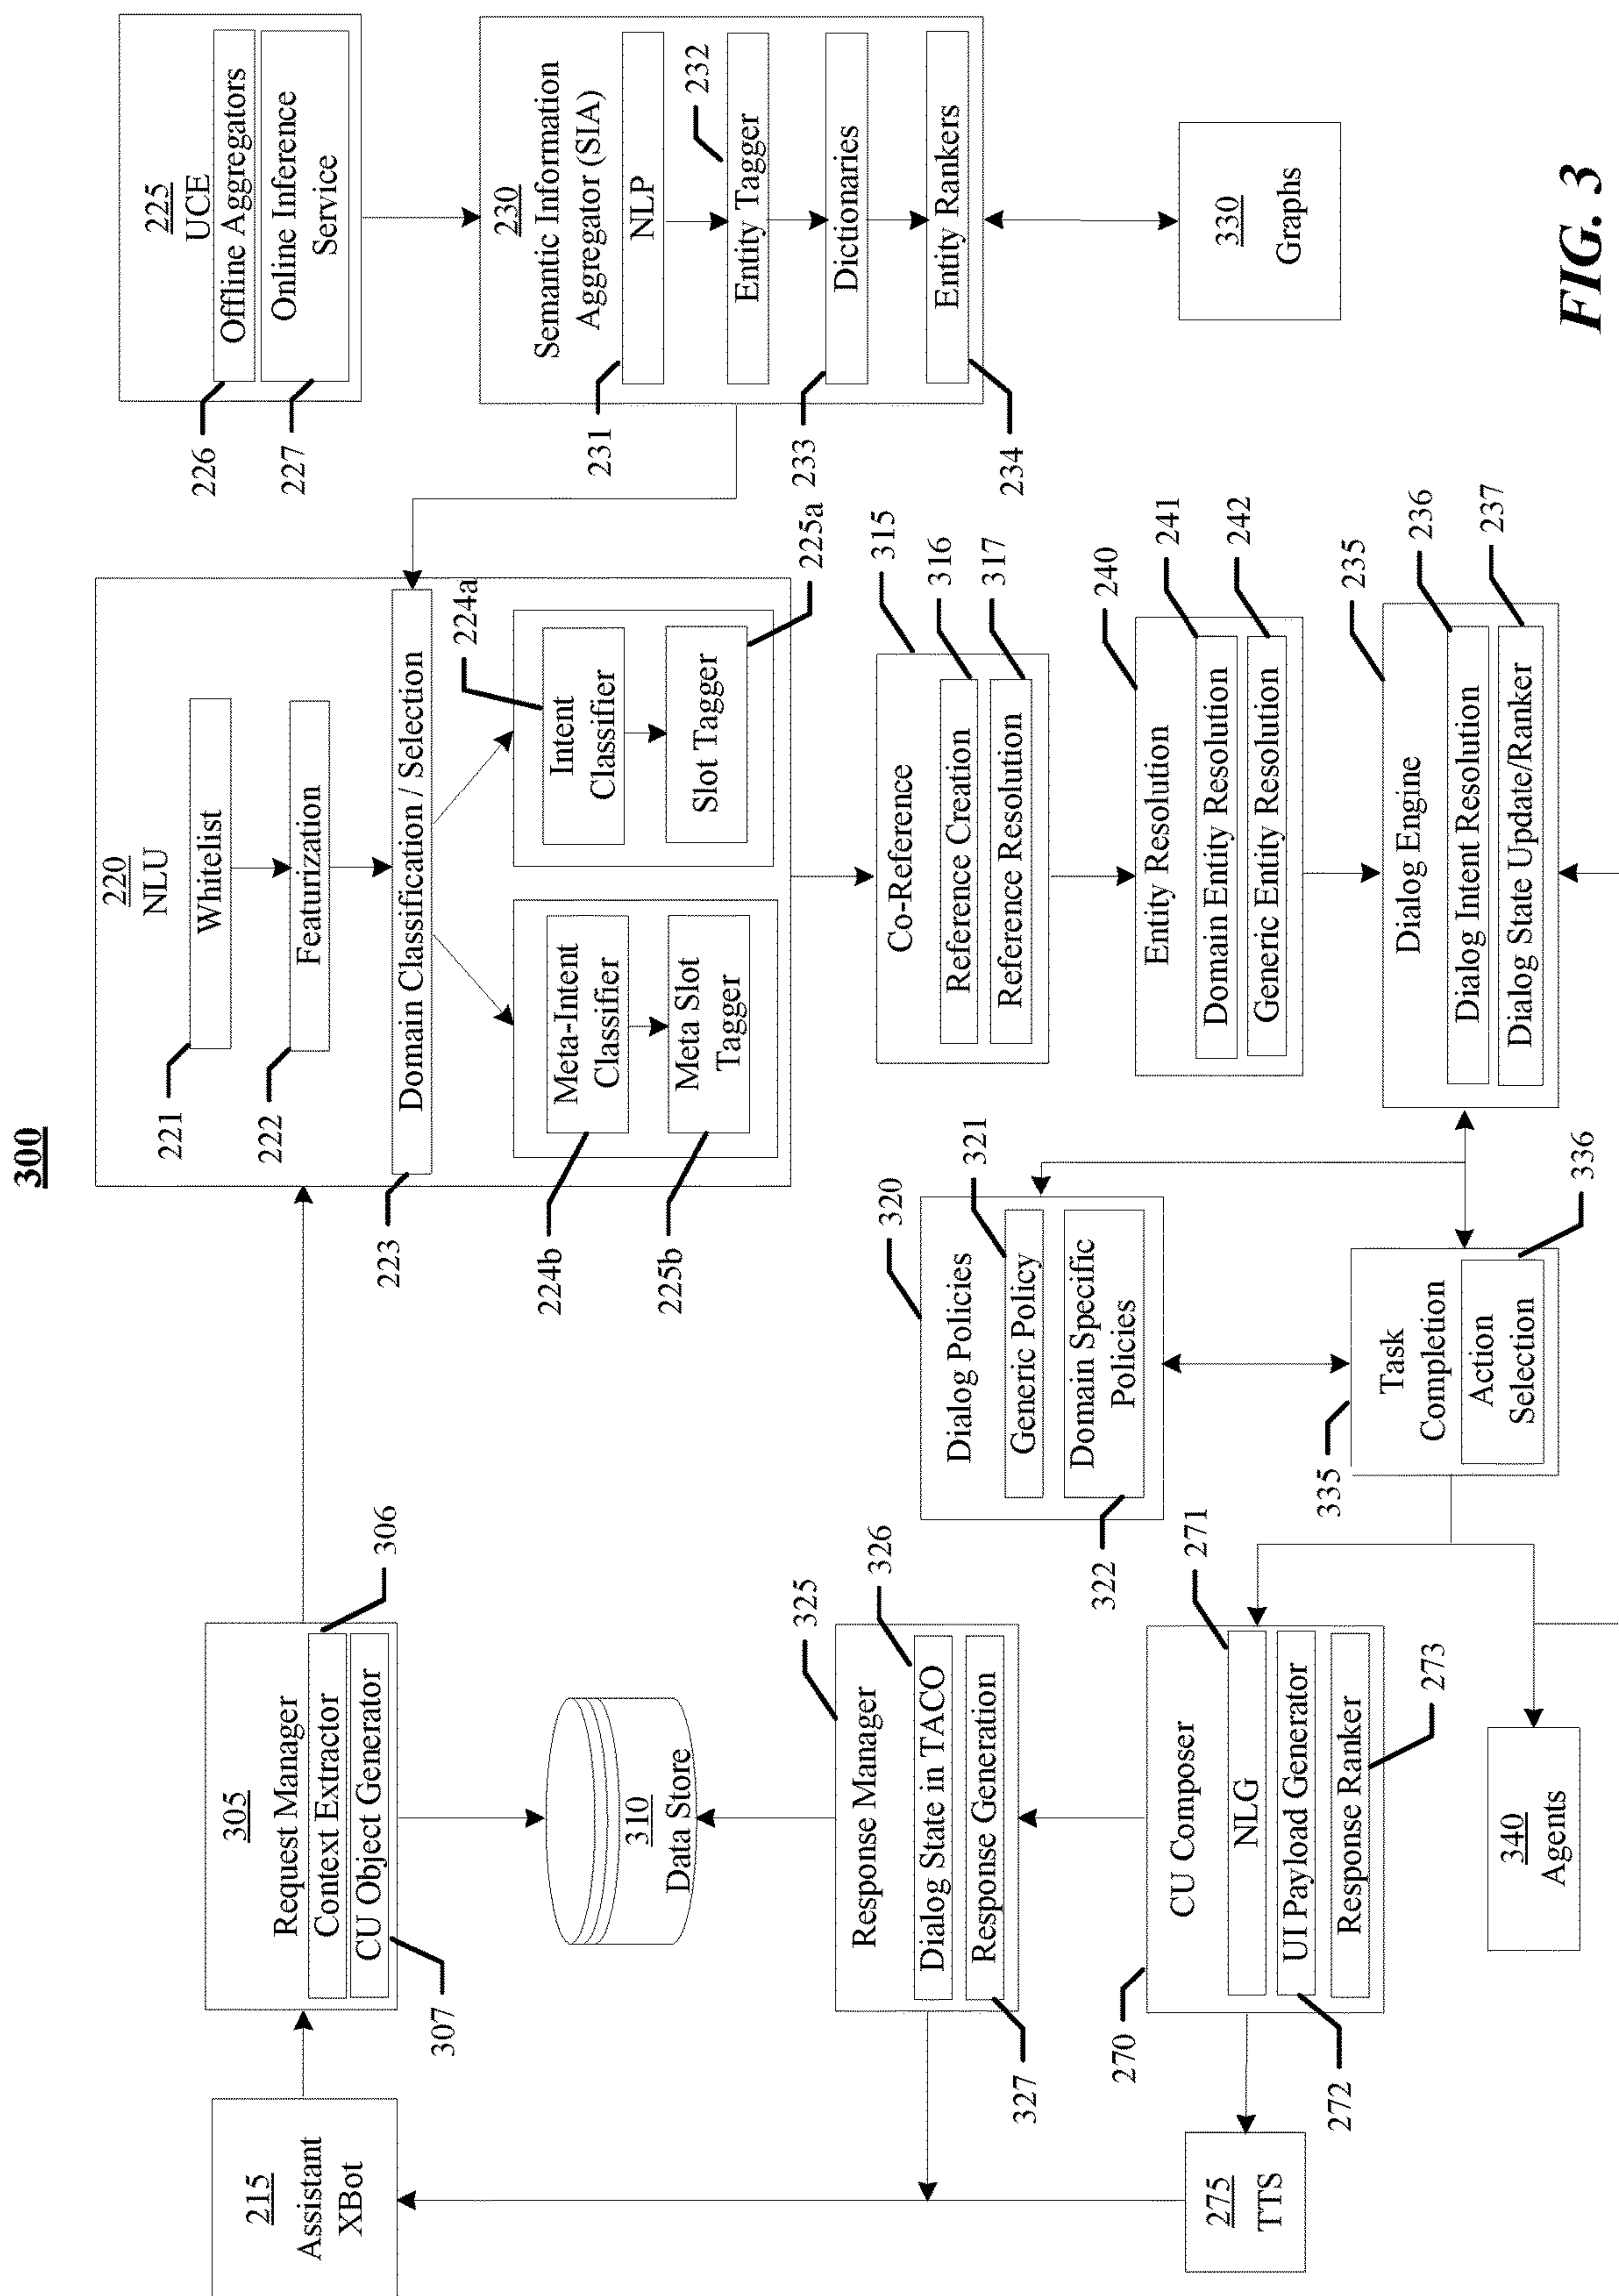 300
215
Assistant
XBot
305
Request Manager
Context Extractor
CU Object Generator
306
307
310
Data Store
220
NLU
Whitelist
221
Featurization
222
Domain Classification / Selection
223
Meta-Intent
Classifier
224b
Meta Slot
Tagger
225b
Intent
Classifier
224a
Slot Tagger
225a
225
UCE
Offline Aggregators
Online Inference
Service
226
227
230
Semantic Information
Aggregator (SIA)
NLP
231
Entity Tagger
232
Dictionaries
233
Entity Rankers
234
330
Graphs
Co-Reference
315
Reference Creation
316
Reference Resolution
317
Entity Resolution
240
Domain Entity Resolution
241
Generic Entity Resolution
242
Dialog Engine
235
Dialog Intent Resolution
236
Dialog State Update/Ranker
237
Dialog Policies
320
Generic Policy
321
Domain Specific
Policies
322
Task
Completion
335
Action
Selection
336
Response Manager
325
Dialog State in TACO
326
Response Generation
327
CU Composer
270
NLG
271
UI Payload Generator
272
Response Ranker
273
275
TTS
340
Agents
FIG. 3